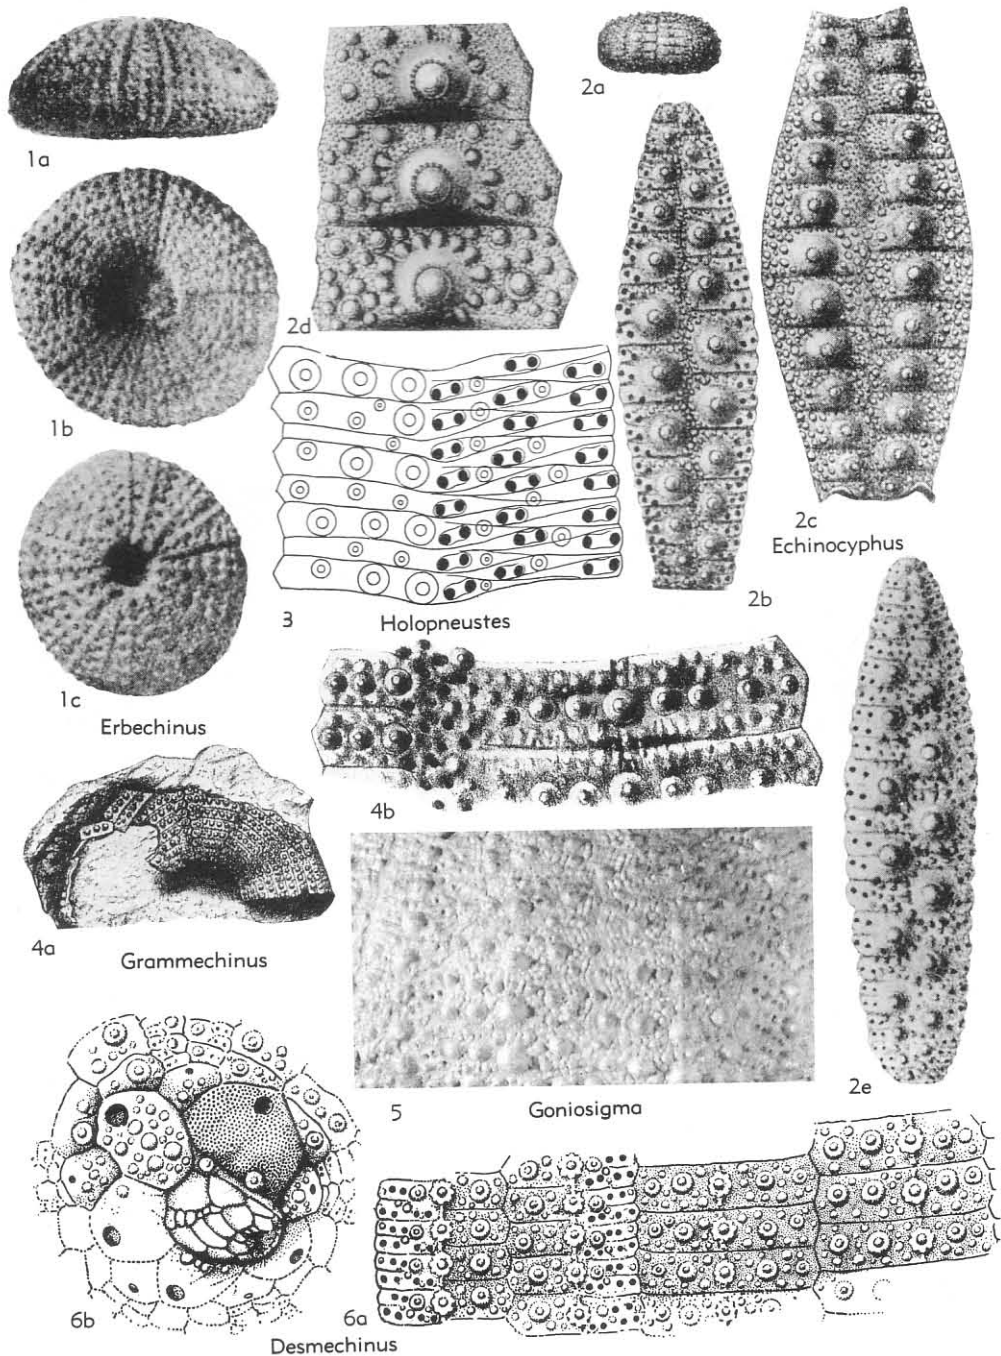 1a
2d
2a
1b
2c
Echinocyphus
2b
3
Holopneustes
1c
Erbechinus
4b
4a
Grammechinus
5
Goniosigma
2e
6b
6a
Desmechinus